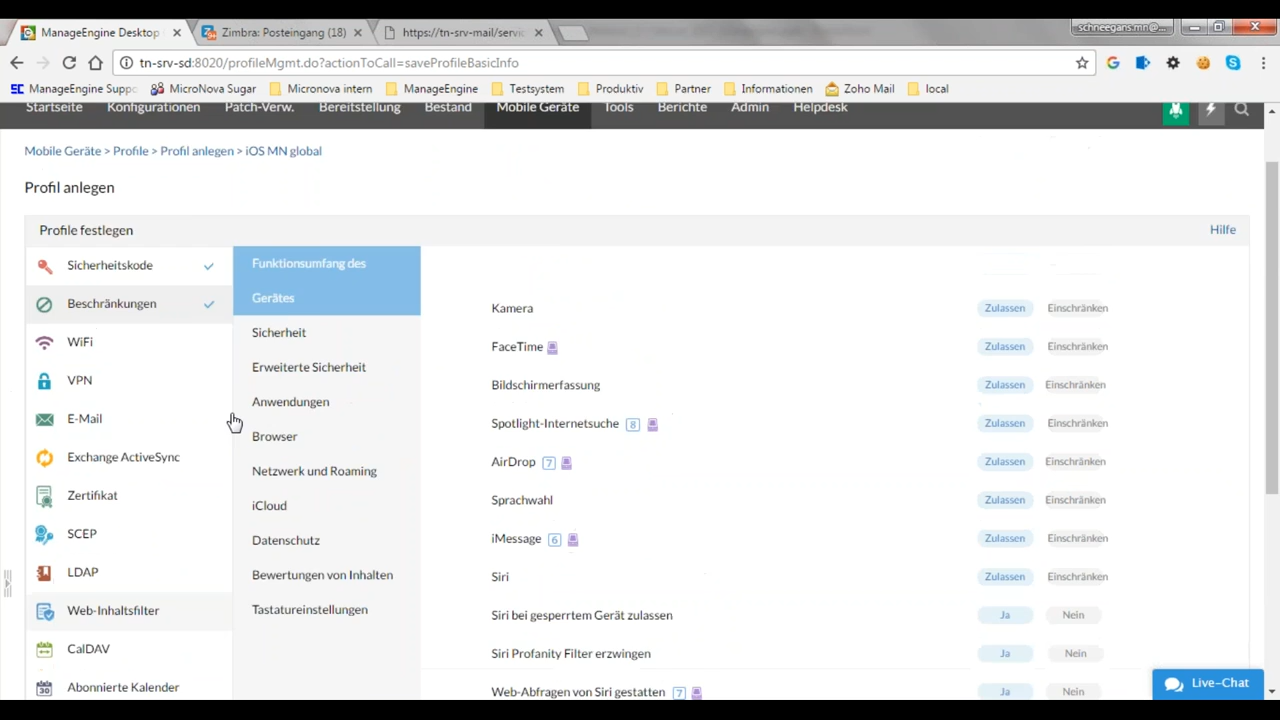 ManageEngine Desktop
Zimbra: Posteingang (18)
https://tn-srv-mail/servic
schneegans.mn@...
tn-srv-sd:8020/profileMgmt.do?actionToCall=saveProfileBasicInfo
ManageEngine Suppo
MicroNova Sugar
Micronova intern
ManageEngine
Testsystem
Produktiv
Partner
Informationen
Zoho Mail
local
Startseite
Konfigurationen
Patch-Verw.
Bereitstellung
Bestand
Mobile Geräte
Tools
Berichte
Admin
Helpdesk
Mobile Geräte > Profile > Profil anlegen > iOS MN global
Profil anlegen
Profile festlegen
Hilfe
Sicherheitskode
Beschränkungen
WiFi
VPN
E-Mail
Exchange ActiveSync
Zertifikat
SCEP
LDAP
Web-Inhaltsfilter
CalDAV
Abonnierte Kalender
Funktionsumfang des
Gerätes
Sicherheit
Erweiterte Sicherheit
Anwendungen
Browser
Netzwerk und Roaming
iCloud
Datenschutz
Bewertungen von Inhalten
Tastatureinstellungen
Kamera Zulassen Einschränken
FaceTime Zulassen Einschränken
Bildschirmerfassung Zulassen Einschränken
Spotlight-Internetsuche 8 Zulassen Einschränken
AirDrop 7 Zulassen Einschränken
Sprachwahl Zulassen Einschränken
iMessage 6 Zulassen Einschränken
Siri Zulassen Einschränken
Siri bei gesperrtem Gerät zulassen Ja Nein
Siri Profanity Filter erzwingen Ja Nein
Web-Abfragen von Siri gestatten 7 Ja Nein
Live-Chat